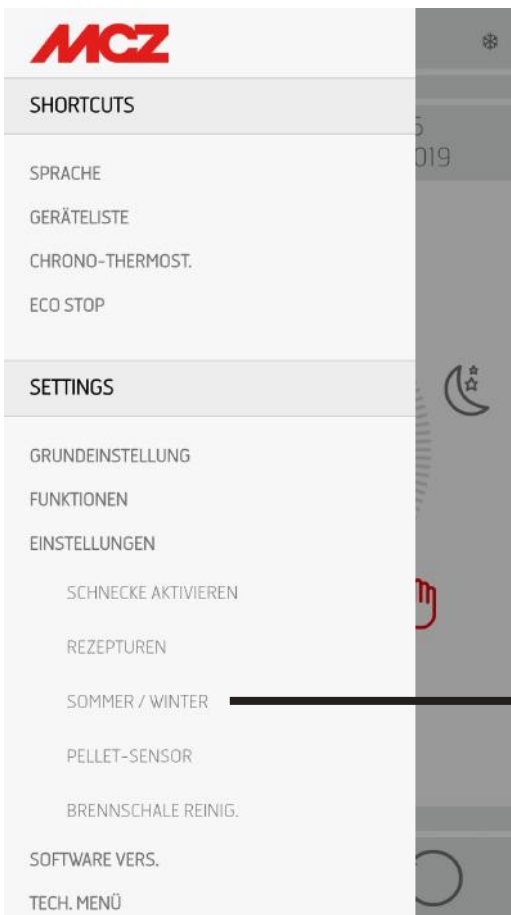 MCZ
SHORTCUTS
SPRACHE
GERÄTELISTE
CHRONO-THERMOST.
ECO STOP
SETTINGS
GRUNDEINSTELLUNG
FUNKTIONEN
EINSTELLUNGEN
SCHNECKE AKTIVIEREN
REZEPTUREN
SOMMER / WINTER
PELLET-SENSOR
BRENNSCHALE REINIG.
SOFTWARE VERS.
TECH. MENÜ
019